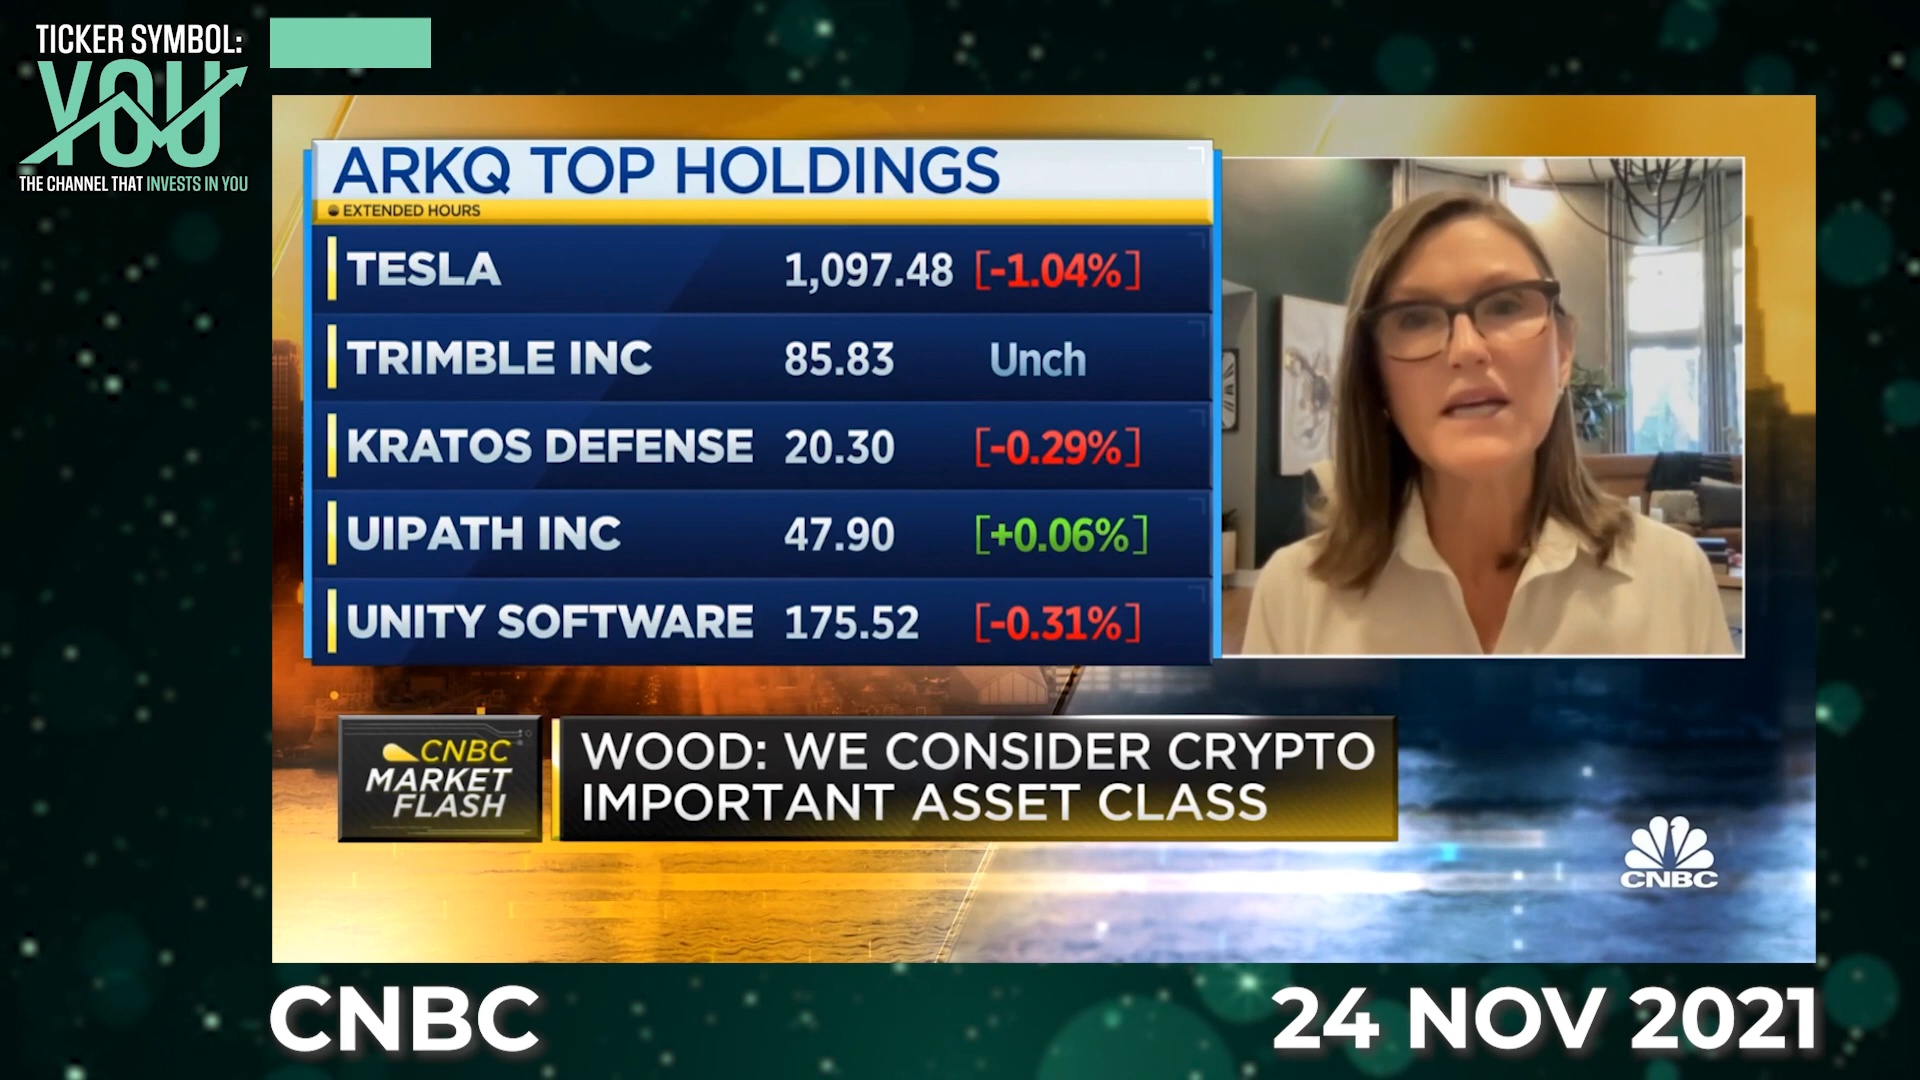 TICKER SYMBOL:
YOU
THE CHANNEL THAT INVESTS IN YOU
ARKQ TOP HOLDINGS
EXTENDED HOURS
TESLA 1,097.48 [-1.04%]
TRIMBLE INC 85.83 Unch
KRATOS DEFENSE 20.30 [-0.29%]
UIPATH INC 47.90 [+0.06%]
UNITY SOFTWARE 175.52 [-0.31%]
CNBC
MARKET
FLASH
WOOD: WE CONSIDER CRYPTO
IMPORTANT ASSET CLASS
CNBC
CNBC
24 NOV 2021